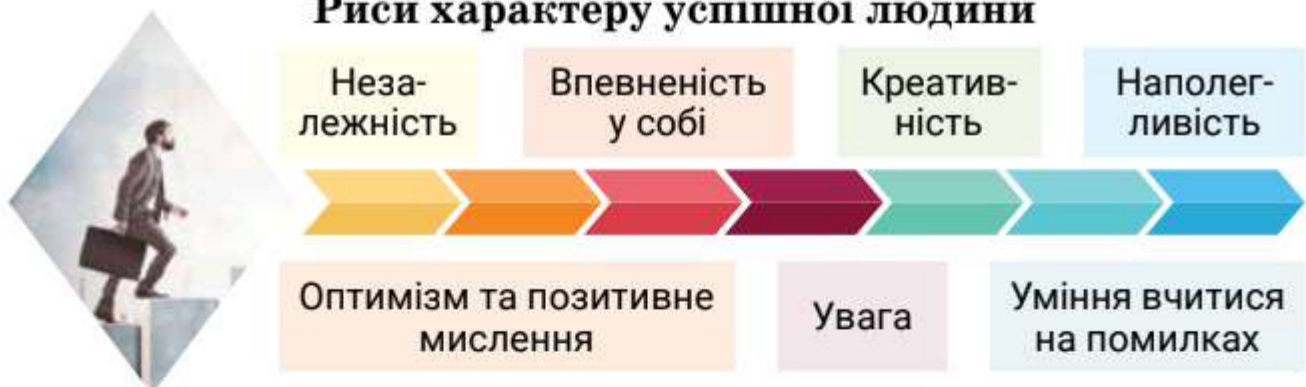 Риси характеру успішної людини
Неза-
лежність
Впевненість
у собі
Креатив-
ність
Наполег-
ливість
Оптимізм та позитивне
мислення
Увага
Уміння вчитися
на помилках